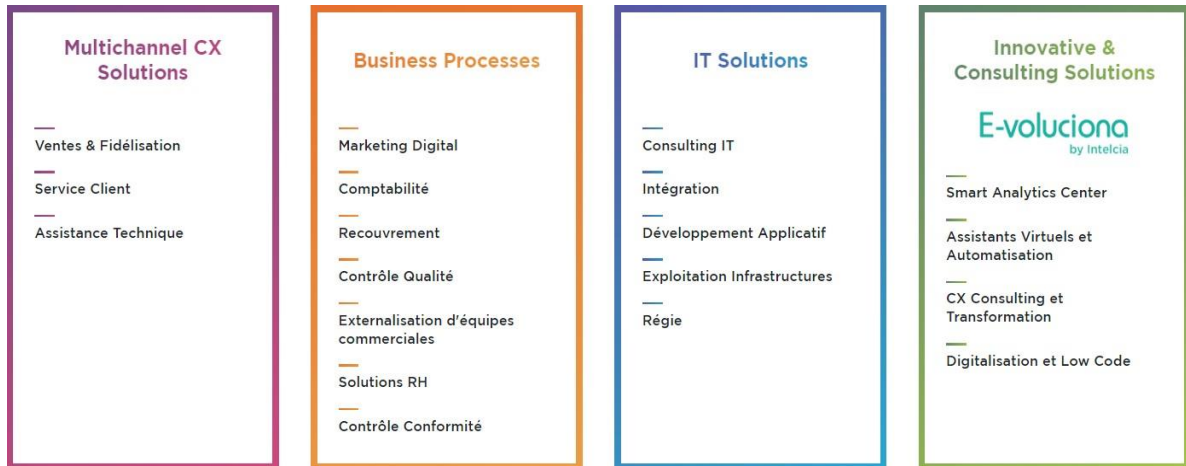 Multichannel CX
Solutions
Ventes & Fidélisation
Service Client
Assistance Technique
Business Processes
Marketing Digital
Comptabilité
Recouvrement
Contrôle Qualité
Externalisation d'équipes
commerciales
Solutions RH
Contrôle Conformité
IT Solutions
Consulting IT
Intégration
Développement Applicatif
Exploitation Infrastructures
Régie
Innovative &
Consulting Solutions
E-voluciona
by Intelcia
Smart Analytics Center
Assistants Virtuels et
Automatisation
CX Consulting et
Transformation
Digitalisation et Low Code